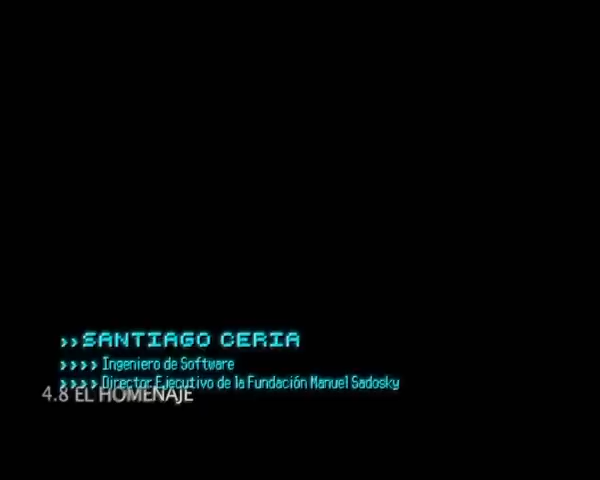 ››SANTIAGO CERIA
›››› Ingeniero de Software
›››› Director Ejecutivo de la Fundación Manuel Sadosky
4.8 EL HOMENAJE